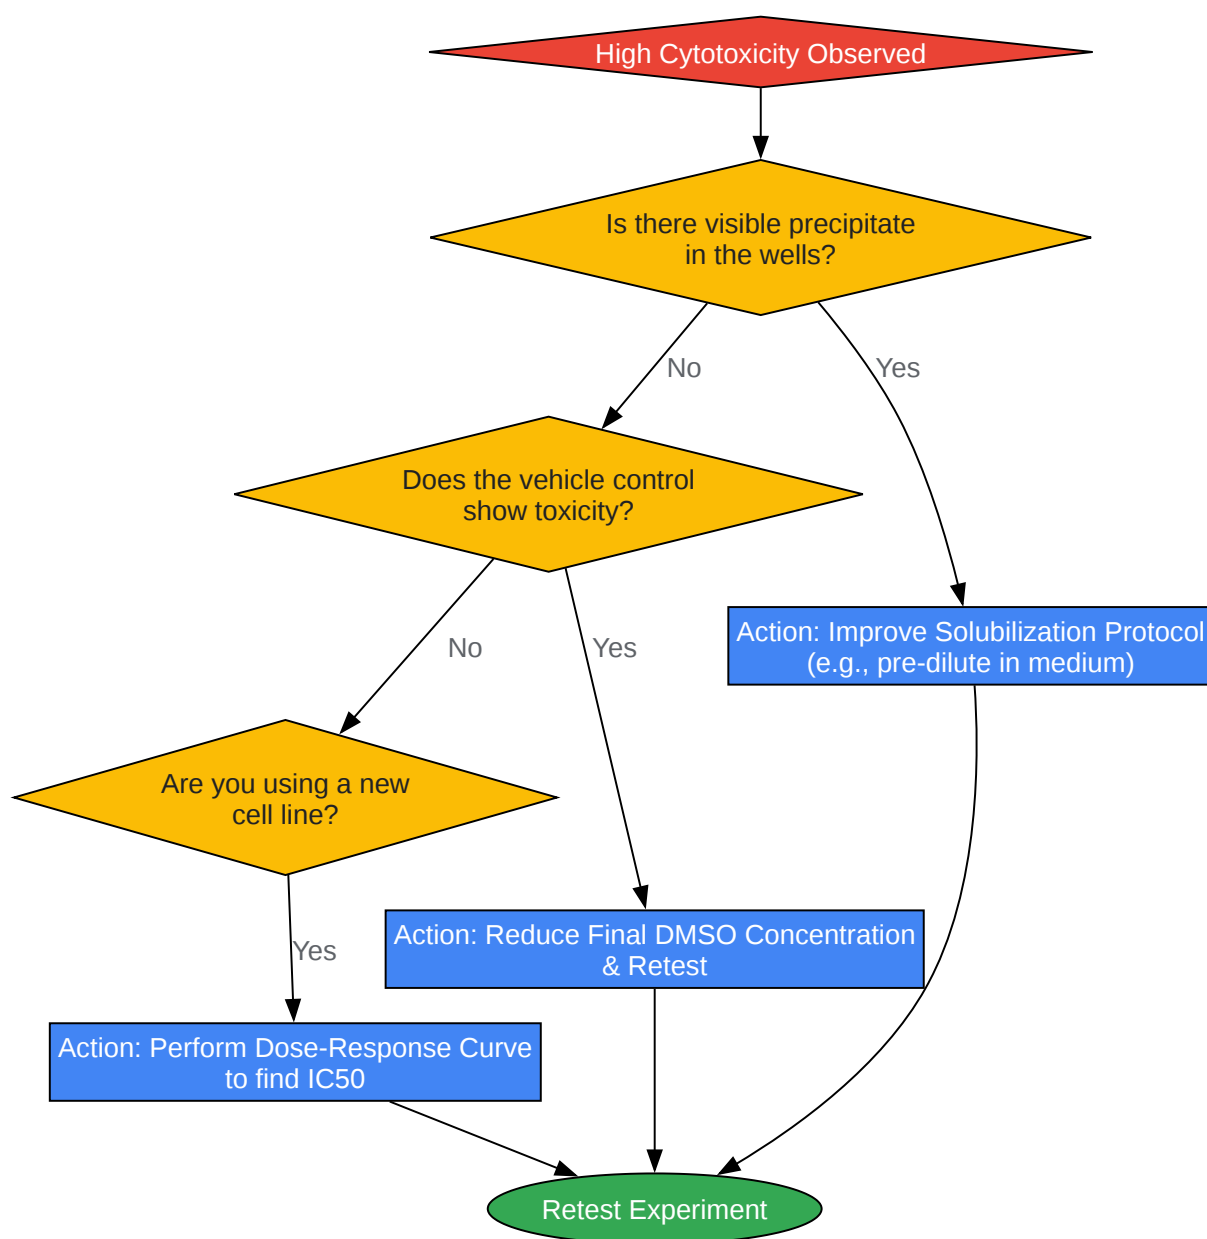 High Cytotoxicity Observed
Is there visible precipitate
in the wells?
No
Yes
Does the vehicle control
show toxicity?
Action: Improve Solubilization Protocol
(e.g., pre-dilute in medium)
No
Yes
Are you using a new
cell line?
Action: Reduce Final DMSO Concentration
& Retest
Yes
Action: Perform Dose-Response Curve
to find IC50
Retest Experiment